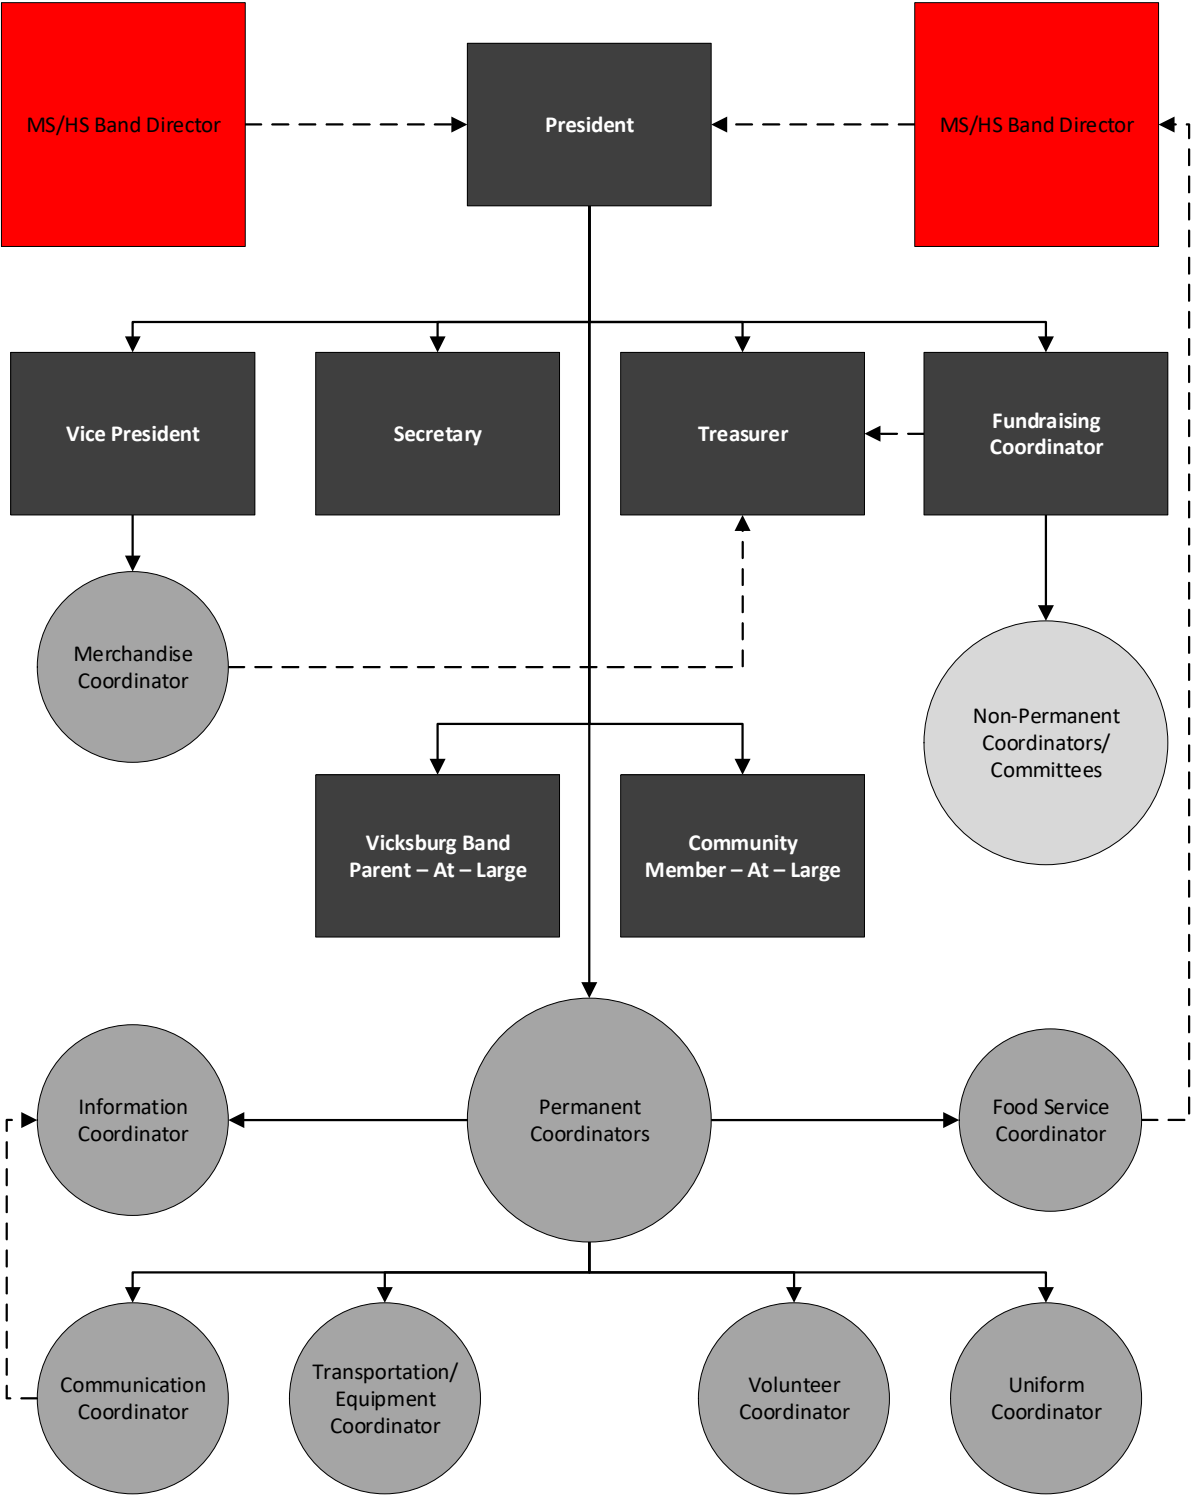 MS/HS Band Director
President
MS/HS Band Director
Vice President
Secretary
Treasurer
Fundraising
Coordinator
Merchandise
Coordinator
Non-Permanent
Coordinators/
Committees
Vicksburg Band
Parent – At – Large
Community
Member – At – Large
Information
Coordinator
Permanent
Coordinators
Food Service
Coordinator
Communication
Coordinator
Transportation/
Equipment
Coordinator
Volunteer
Coordinator
Uniform
Coordinator